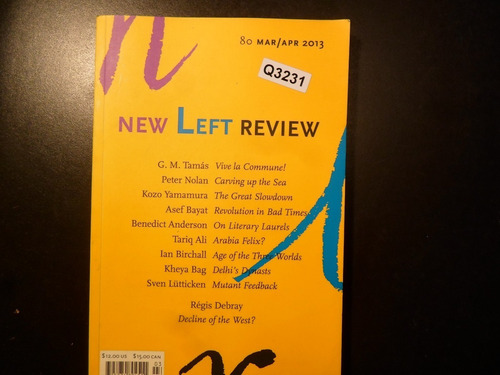 80 MAR/APR 2013
Q3231
NEW LEFT REVIEW
G. M. Tamás Vive la Commune!
Peter Nolan Carving up the Sea
Kozo Yamamura The Great Slowdown
Asef Bayat Revolution in Bad Times
Benedict Anderson On Literary Laurels
Tariq Ali Arabia Felix?
Ian Birchall Age of the Three Worlds
Kheya Bag Delhi's Dynasts
Sven Lütticken Mutant Feedback
Régis Debray
Decline of the West?
$12.00 US $15.00 CAN
03